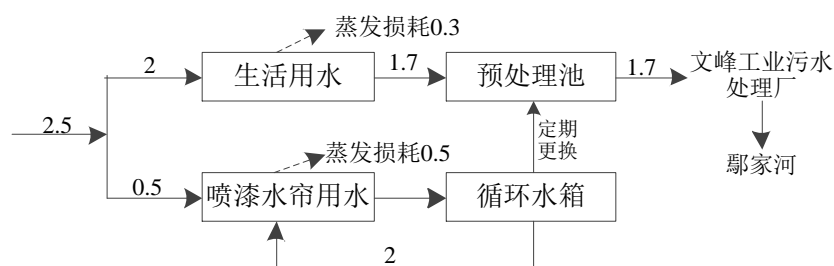 蒸发损耗0.3
2
生活用水
1.7
预处理池
1.7
文峰工业污水
处理厂
2.5
定期
更换
蒸发损耗0.5
鄢家河
0.5
喷漆水帘用水
循环水箱
2